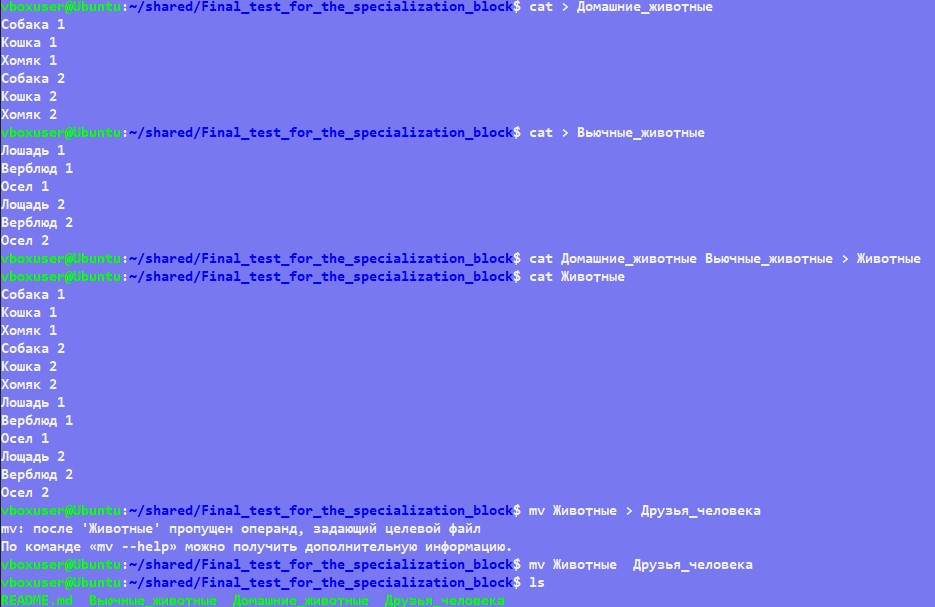 vboxuser@Ubuntu:~/shared/Final_test_for_the_specialization_block$ cat > Домашние_животные
Собака 1
Кошка 1
Хомяк 1
Собака 2
Кошка 2
Хомяк 2
vboxuser@Ubuntu:~/shared/Final_test_for_the_specialization_block$ cat > Вьючные_животные
Лошадь 1
Верблюд 1
Осел 1
Лощадь 2
Верблюд 2
Осел 2
vboxuser@Ubuntu:~/shared/Final_test_for_the_specialization_block$ cat Домашние_животные Вьючные_животные > Животные
vboxuser@Ubuntu:~/shared/Final_test_for_the_specialization_block$ cat Животные
Собака 1
Кошка 1
Хомяк 1
Собака 2
Кошка 2
Хомяк 2
Лошадь 1
Верблюд 1
Осел 1
Лощадь 2
Верблюд 2
Осел 2
vboxuser@Ubuntu:~/shared/Final_test_for_the_specialization_block$ mv Животные > Друзья_человека
mv: после 'Животные' пропущен операнд, задающий целевой файл
По команде «mv --help» можно получить дополнительную информацию.
vboxuser@Ubuntu:~/shared/Final_test_for_the_specialization_block$ mv Животные  Друзья_человека
vboxuser@Ubuntu:~/shared/Final_test_for_the_specialization_block$ ls
README.md  Вьючные_животные  Домашние_животные  Друзья_человека